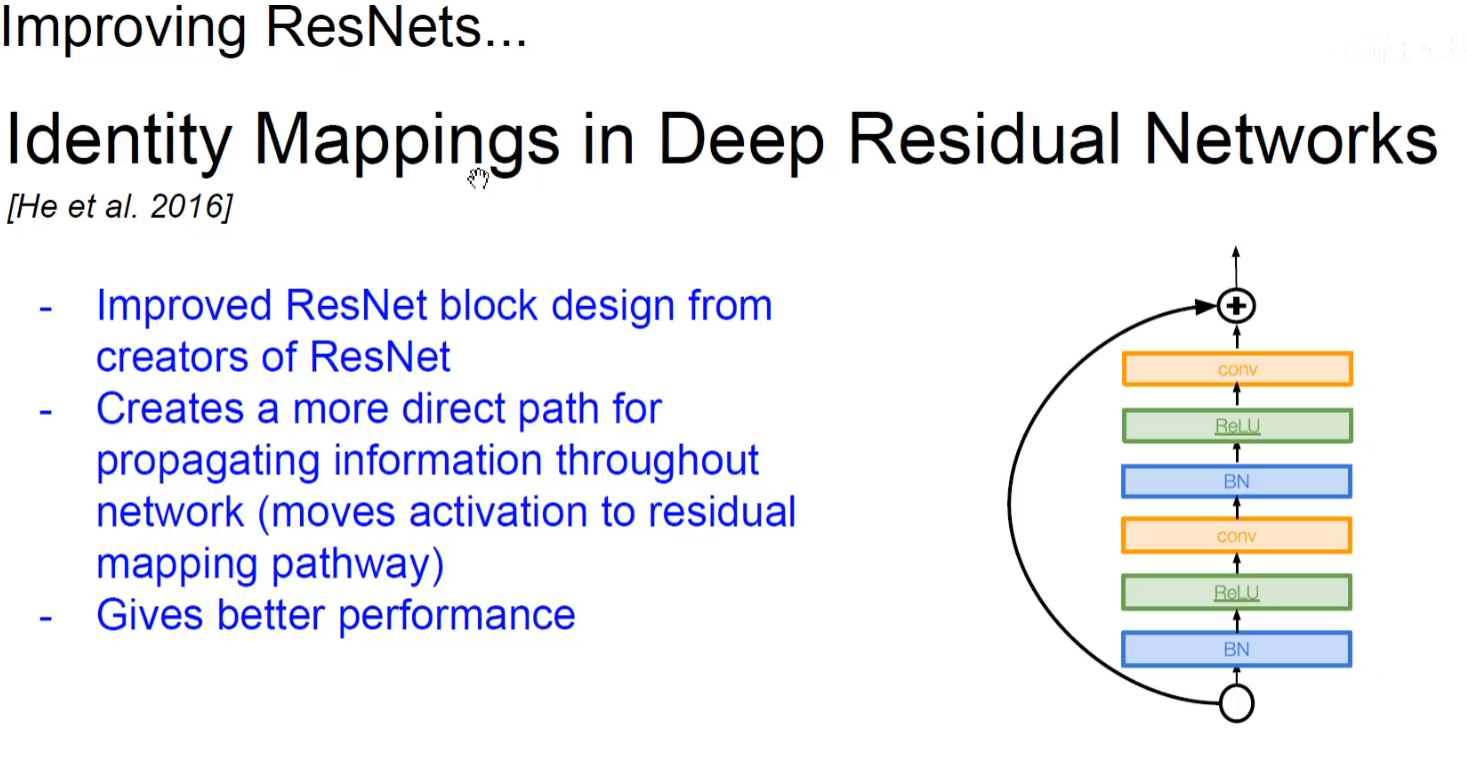 Improving ResNets...
Identity Mappings in Deep Residual Networks
[He et al. 2016]
- Improved ResNet block design from
creators of ResNet
- Creates a more direct path for
propagating information throughout
network (moves activation to residual
mapping pathway)
- Gives better performance
conv
ReLU
BN
conv
ReLU
BN